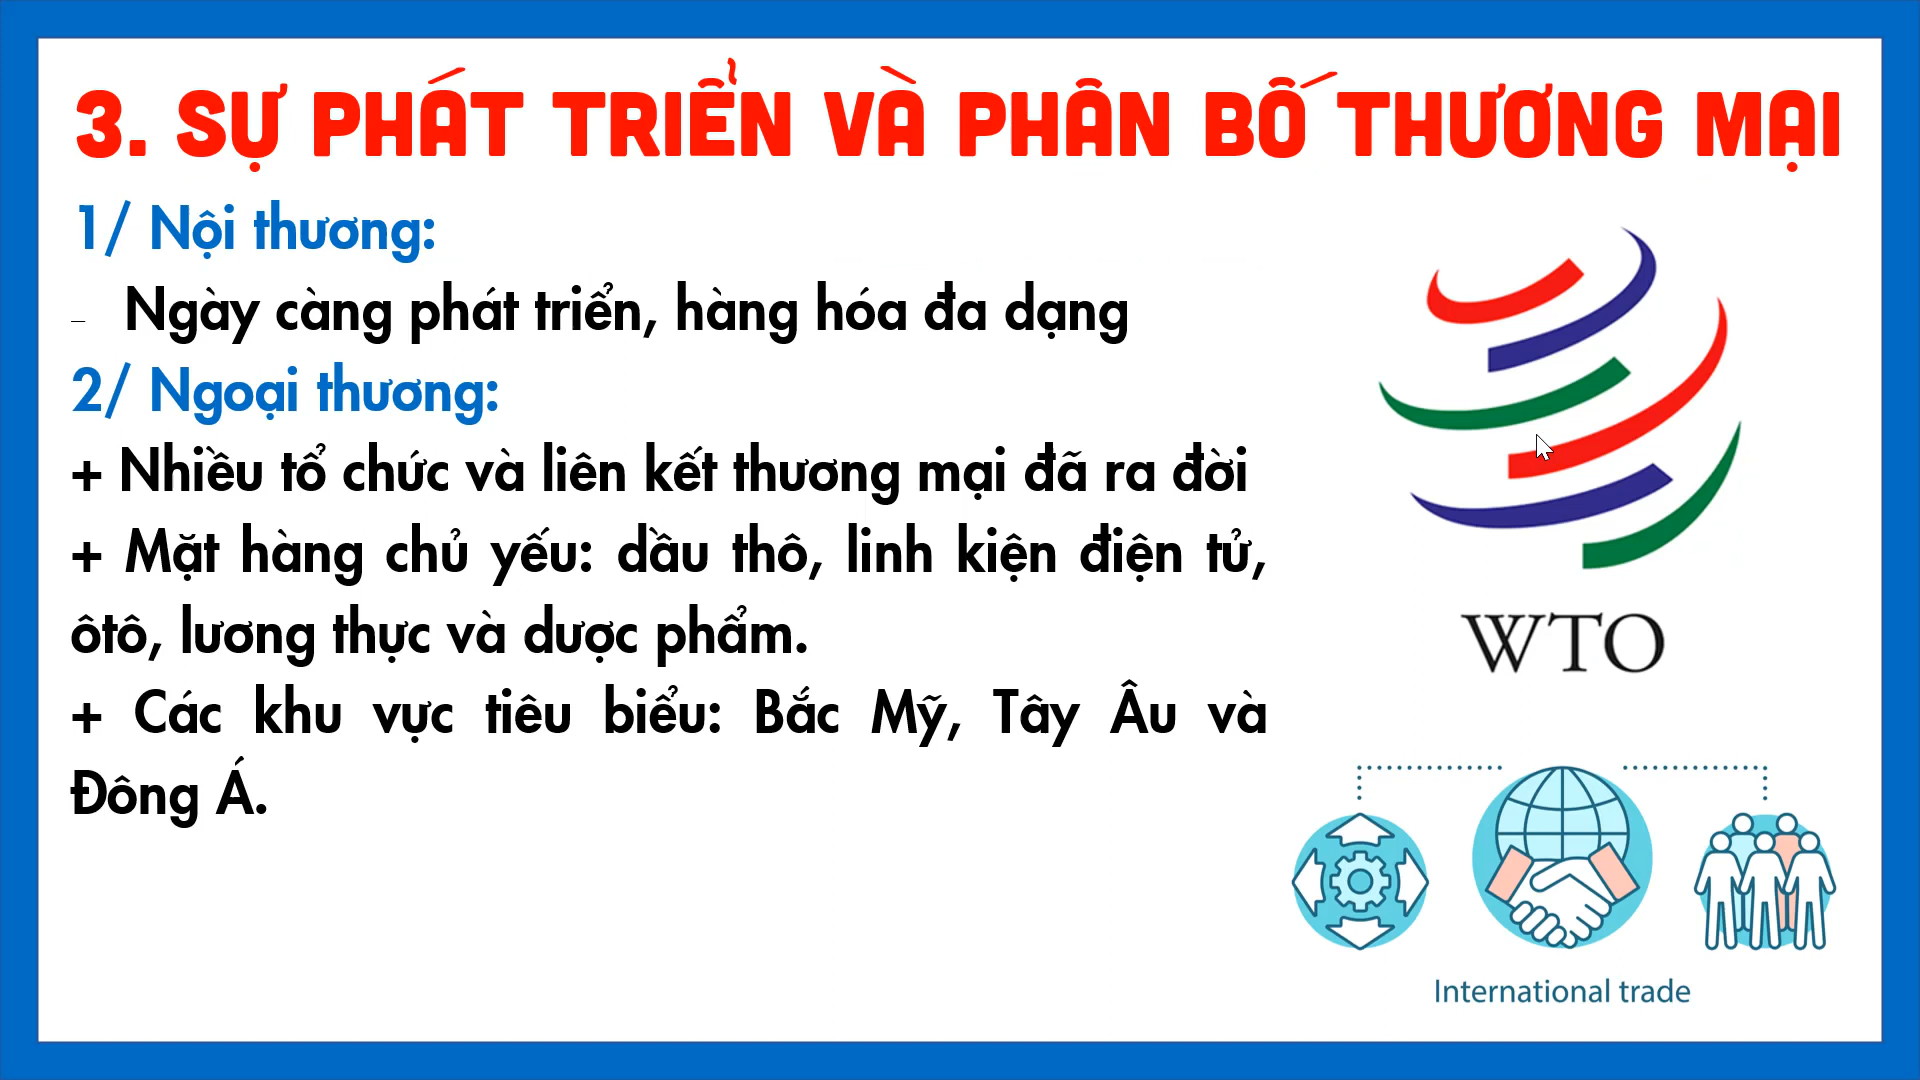 3. SỰ PHÁT TRIỂN VÀ PHÂN BỐ THƯƠNG MẠI
1/ Nội thương:
– Ngày càng phát triển, hàng hóa đa dạng
2/ Ngoại thương:
+ Nhiều tổ chức và liên kết thương mại đã ra đời
+ Mặt hàng chủ yếu: dầu thô, linh kiện điện tử,
ôtô, lương thực và dược phẩm.
+ Các khu vực tiêu biểu: Bắc Mỹ, Tây Âu và
Đông Á.
WTO
International trade